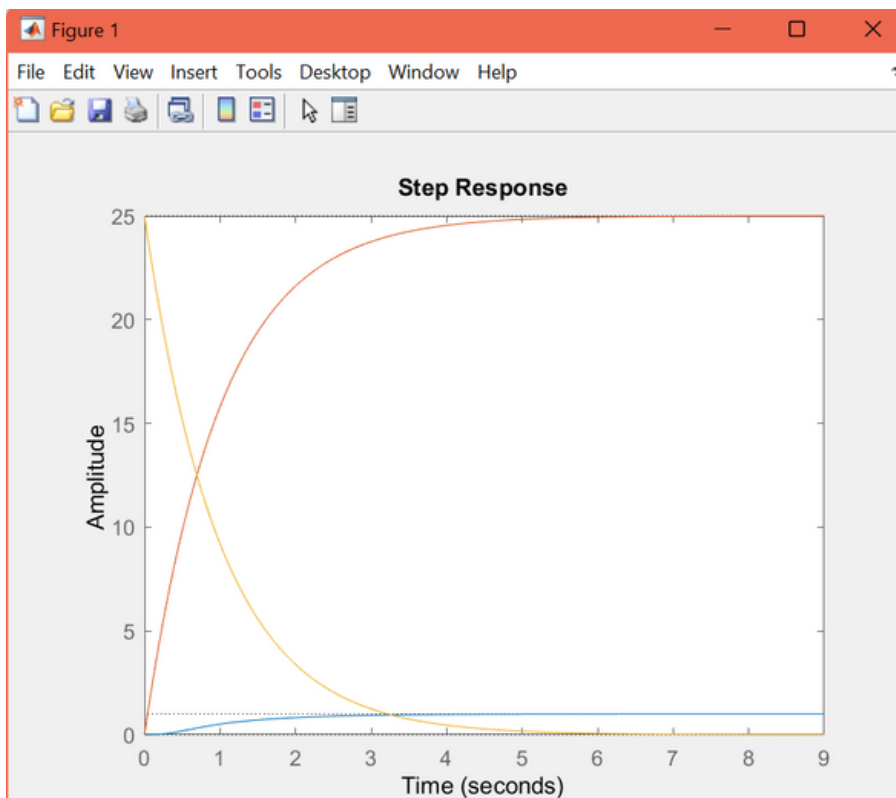 Figure 1
File Edit View Insert Tools Desktop Window Help
Step Response
25
20
15
10
5
0
Amplitude
0 1 2 3 4 5 6 7 8 9
Time (seconds)